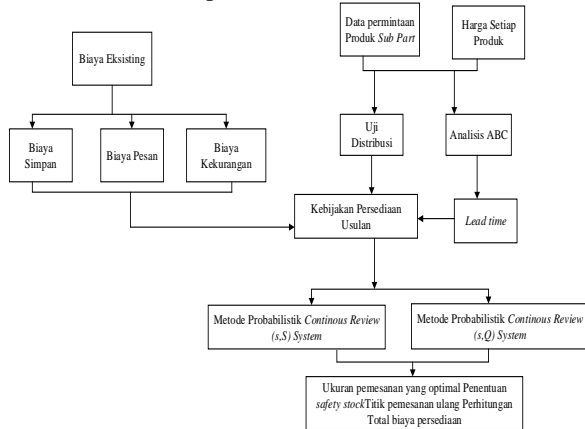 Data permintaan
Produk Sub Part
Harga Setiap
Produk
Biaya Eksisting
Biaya
Simpan
Biaya Pesan
Biaya
Kekurangan
Uji
Distribusi
Analisis ABC
Kebijakan Persediaan
Usulan
Lead time
Metode Probabilistik Continous Review
(s,S) System
Metode Probabilistik Continous Review
(s,Q) System
Ukuran pemesanan yang optimal Penentuan
safety stockTitik pemesanan ulang Perhitungan
Total biaya persediaan